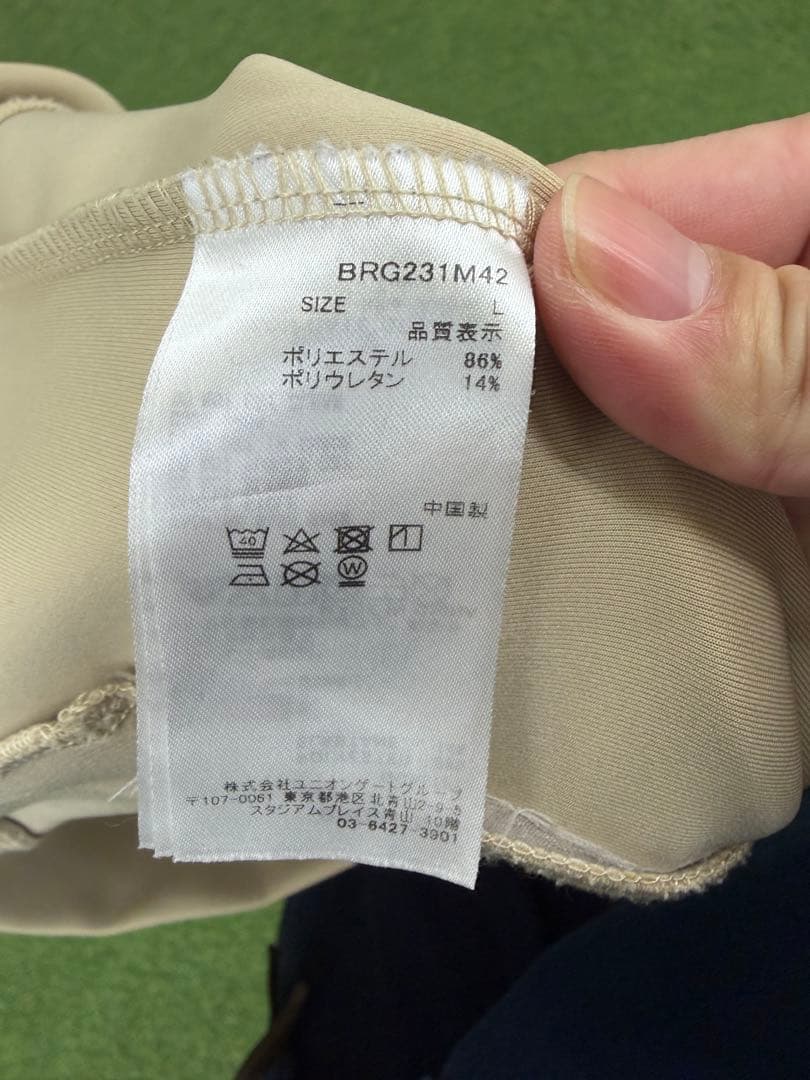 BRG231M42
SIZE L
品質表示
ポリエステル 86%
ポリウレタン 14%
中国製
40
W
株式会社ユニオンゲートグループ
〒107-0061 東京都港区北青山2-9-5
スタジアムプレイス青山 10階
03-6427-3901